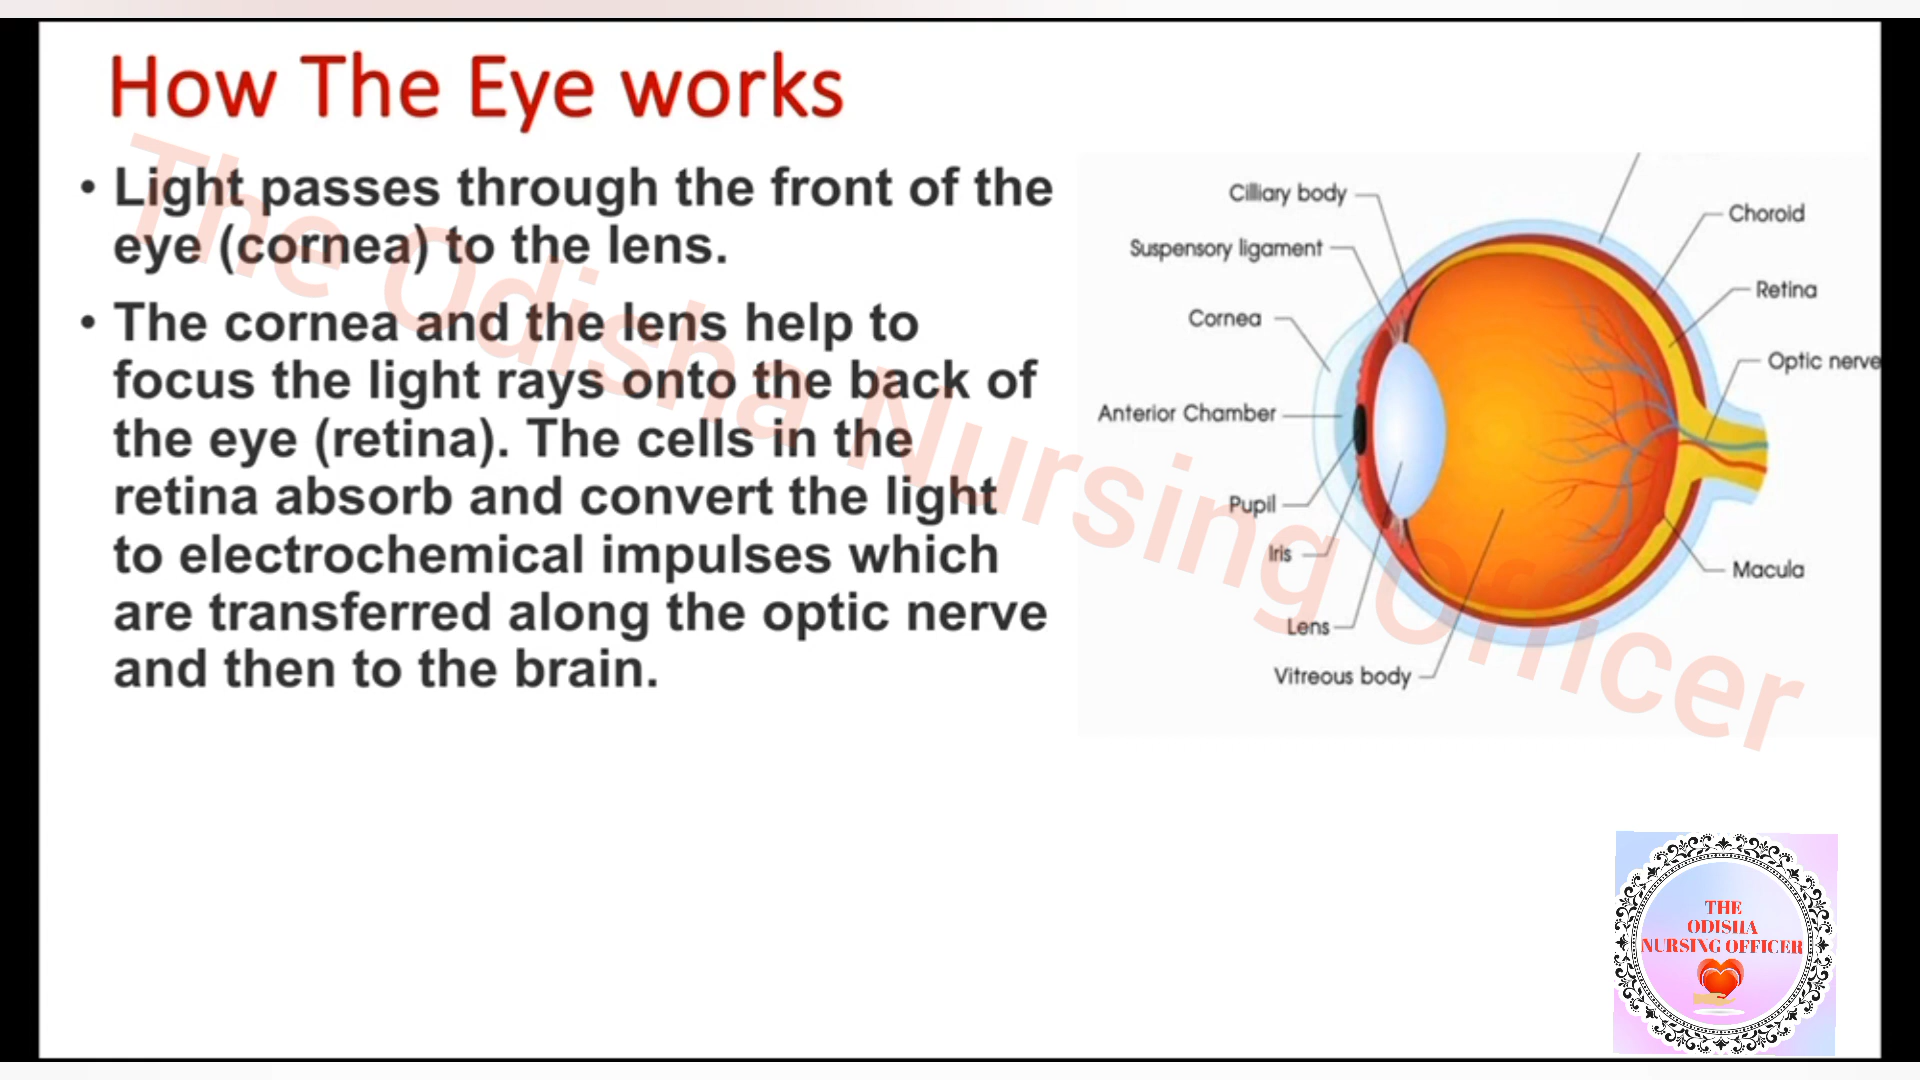 How The Eye works
• Light passes through the front of the
eye (cornea) to the lens.
• The cornea and the lens help to
focus the light rays onto the back of
the eye (retina). The cells in the
retina absorb and convert the light
to electrochemical impulses which
are transferred along the optic nerve
and then to the brain.
Cilliary body
Suspensory ligament
Cornea
Anterior Chamber
Pupil
Iris
Lens
Vitreous body
Choroid
Retina
Optic nerve
Macula
The Odisha Nursing Officer
THE
ODISHA
NURSING OFFICER